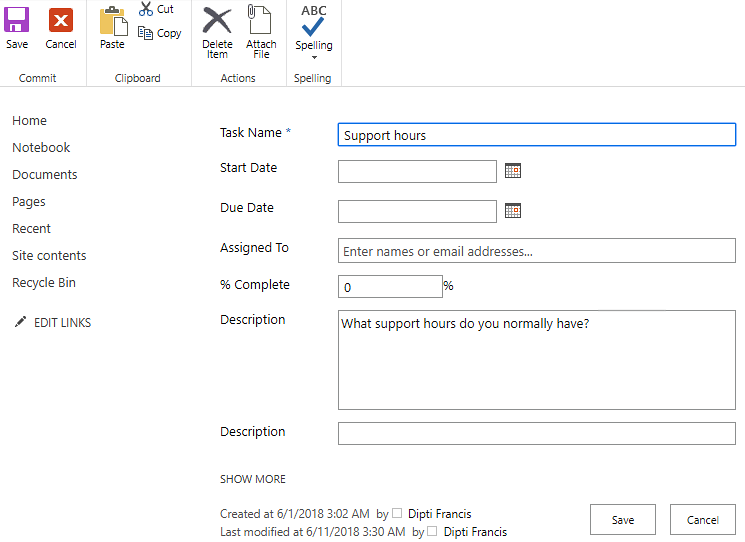 Save
Cancel
Paste
Cut
Copy
Delete Item
Attach File
ABC
Spelling
Commit
Clipboard
Actions
Spelling
Home
Notebook
Documents
Pages
Recent
Site contents
Recycle Bin
EDIT LINKS
Task Name *
Support hours
Start Date
Due Date
Assigned To
Enter names or email addresses...
% Complete
0
%
Description
What support hours do you normally have?
Description
SHOW MORE
Created at 6/1/2018 3:02 AM by Dipti Francis
Last modified at 6/11/2018 3:30 AM by Dipti Francis
Save
Cancel